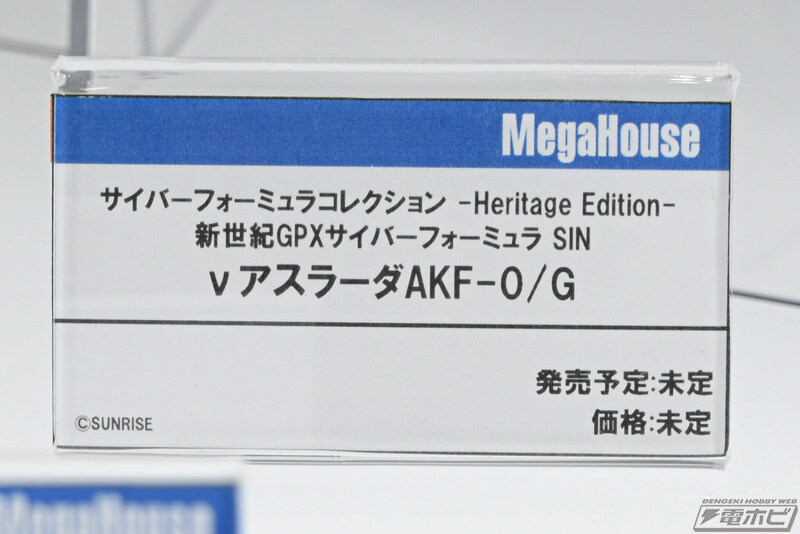 MegaHouse
サイバーフォーミュラコレクション -Heritage Edition-
新世紀GPXサイバーフォーミュラ SIN
νアスラーダAKF-0/G
発売予定:未定
価格:未定
©SUNRISE
MegaHouse
DENGEKI HOBBY WEB
電ホビ